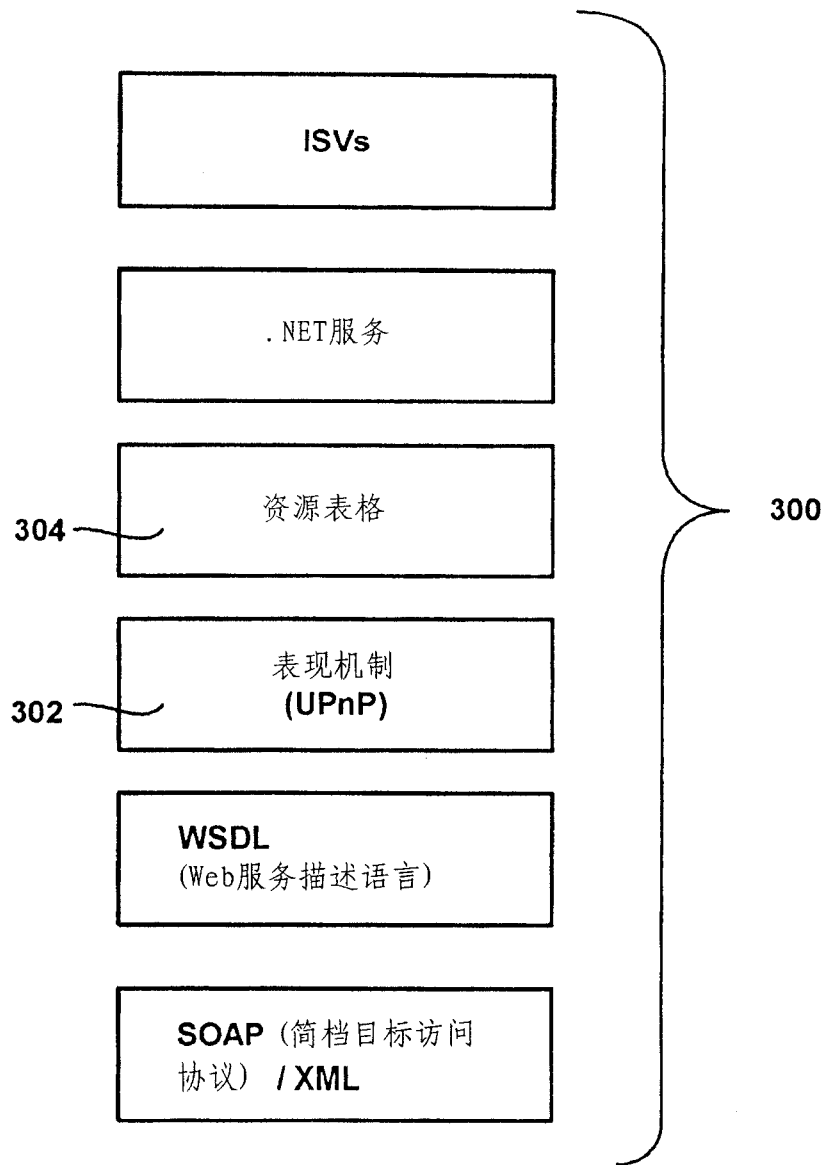 ISVs
.NET服务
资源表格
304
300
表现机制
(UPnP)
302
WSDL
(Web服务描述语言)
SOAP (简档目标访问
协议) / XML